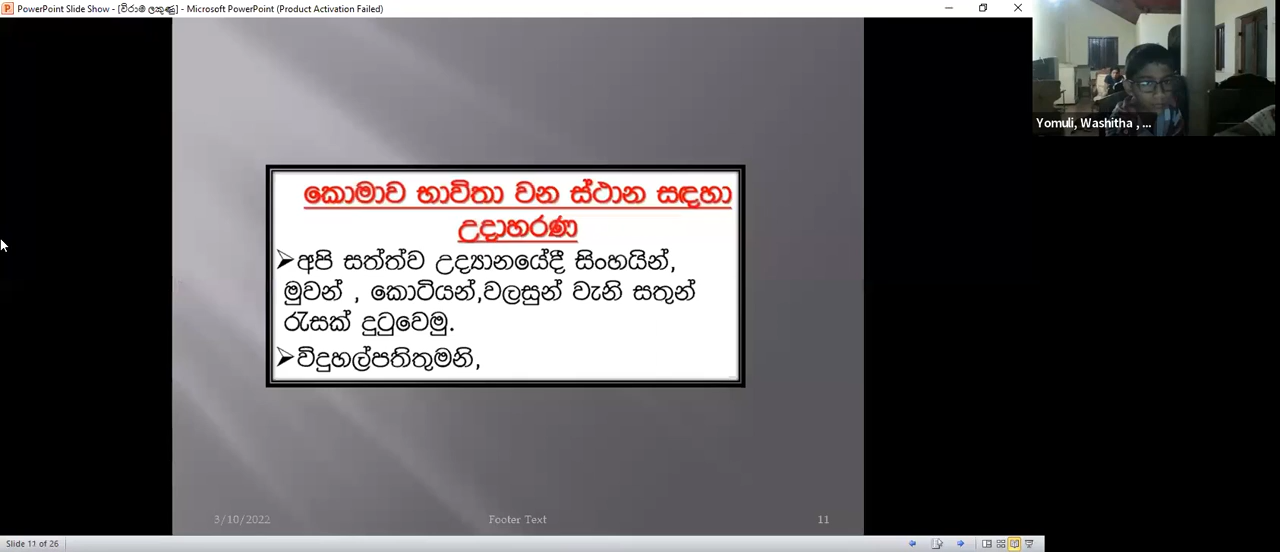 PowerPoint Slide Show - [විරාම ලකුණු] - Microsoft PowerPoint (Product Activation Failed)
Yomuli, Washitha , ...
කොමාව භාවිතා වන ස්ථාන සඳහා
උදාහරණ
අපි සත්ත්ව උද්‍යානයේදී සිංහයින්,
මුවන් , කොටියන්,වලසුන් වැනි සතුන්
රැසක් දුටුවෙමු.
විදුහල්පතිතුමනි,
3/10/2022 Footer Text 11
Slide 11 of 26